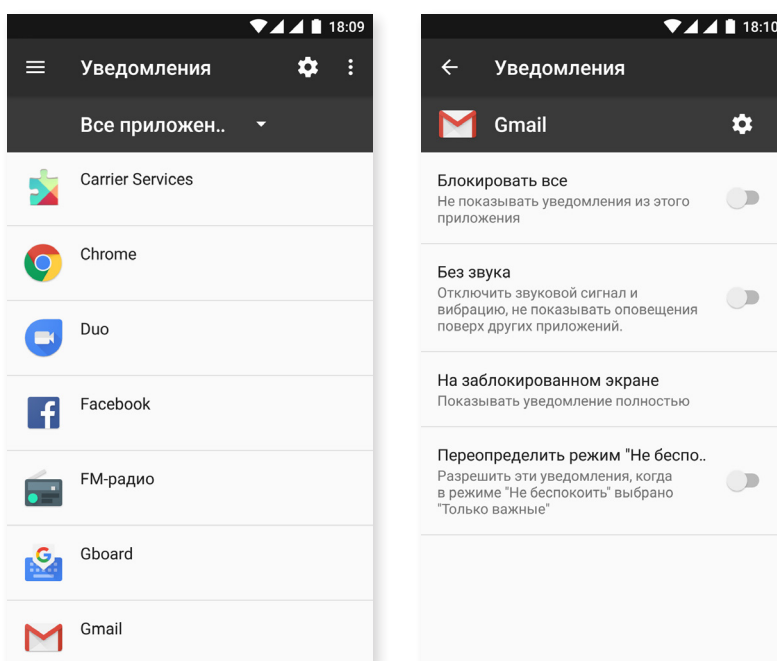 18:09
Уведомления
Все приложен..
Carrier Services
Chrome
Duo
Facebook
FM-радио
Gboard
Gmail
18:10
Уведомления
Gmail
Блокировать все
Не показывать уведомления из этого
приложения
Без звука
Отключить звуковой сигнал и
вибрацию, не показывать оповещения
поверх других приложений.
На заблокированном экране
Показывать уведомление полностью
Переопределить режим "Не беспо..
Разрешить эти уведомления, когда
в режиме "Не беспокоить" выбрано
"Только важные"